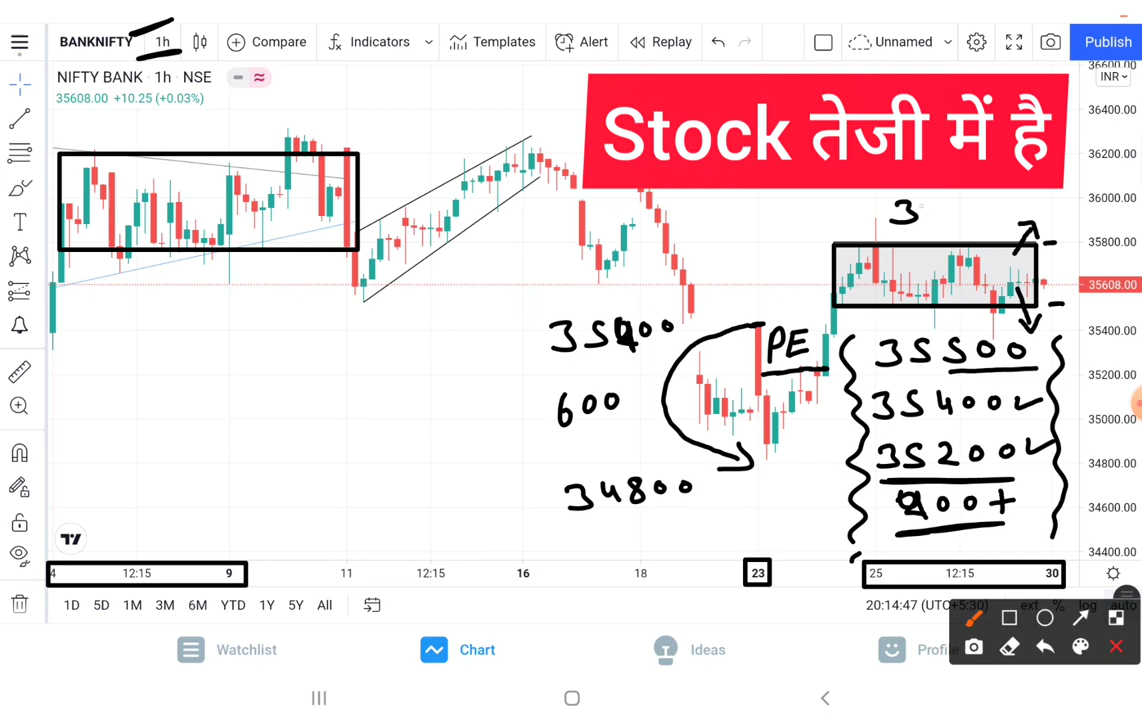 BANKNIFTY 1h Compare Indicators Templates Alert Replay Unnamed Publish
NIFTY BANK · 1h · NSE
35608.00 +10.25 (+0.03%)
Stock तेजी में है
36600.00
INR
36400.00
36200.00
36000.00
35800.00
35608.00
35400.00
35200.00
35000.00
34800.00
34600.00
34400.00
3
PE
600
34800
35500
35400
35200
4 12:15 9 11 12:15 16 18 23 25 12:15 30
1D 5D 1M 3M 6M YTD 1Y 5Y All 20:14:47 (UTC+5:30) ext % log auto
Watchlist Chart Ideas